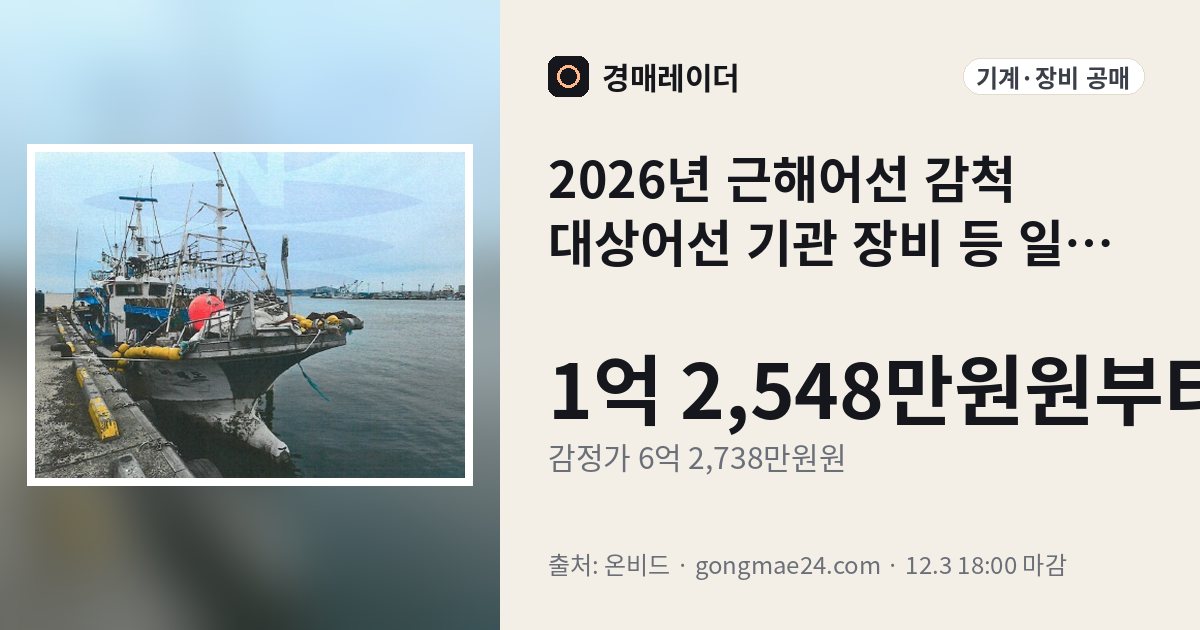 경매레이더
기계·장비 공매
2026년 근해어선 감척
대상어선 기관 장비 등 일…
1억 2,548만원원부터
감정가 6억 2,738만원원
출처: 온비드 · gongmae24.com · 12.3 18:00 마감